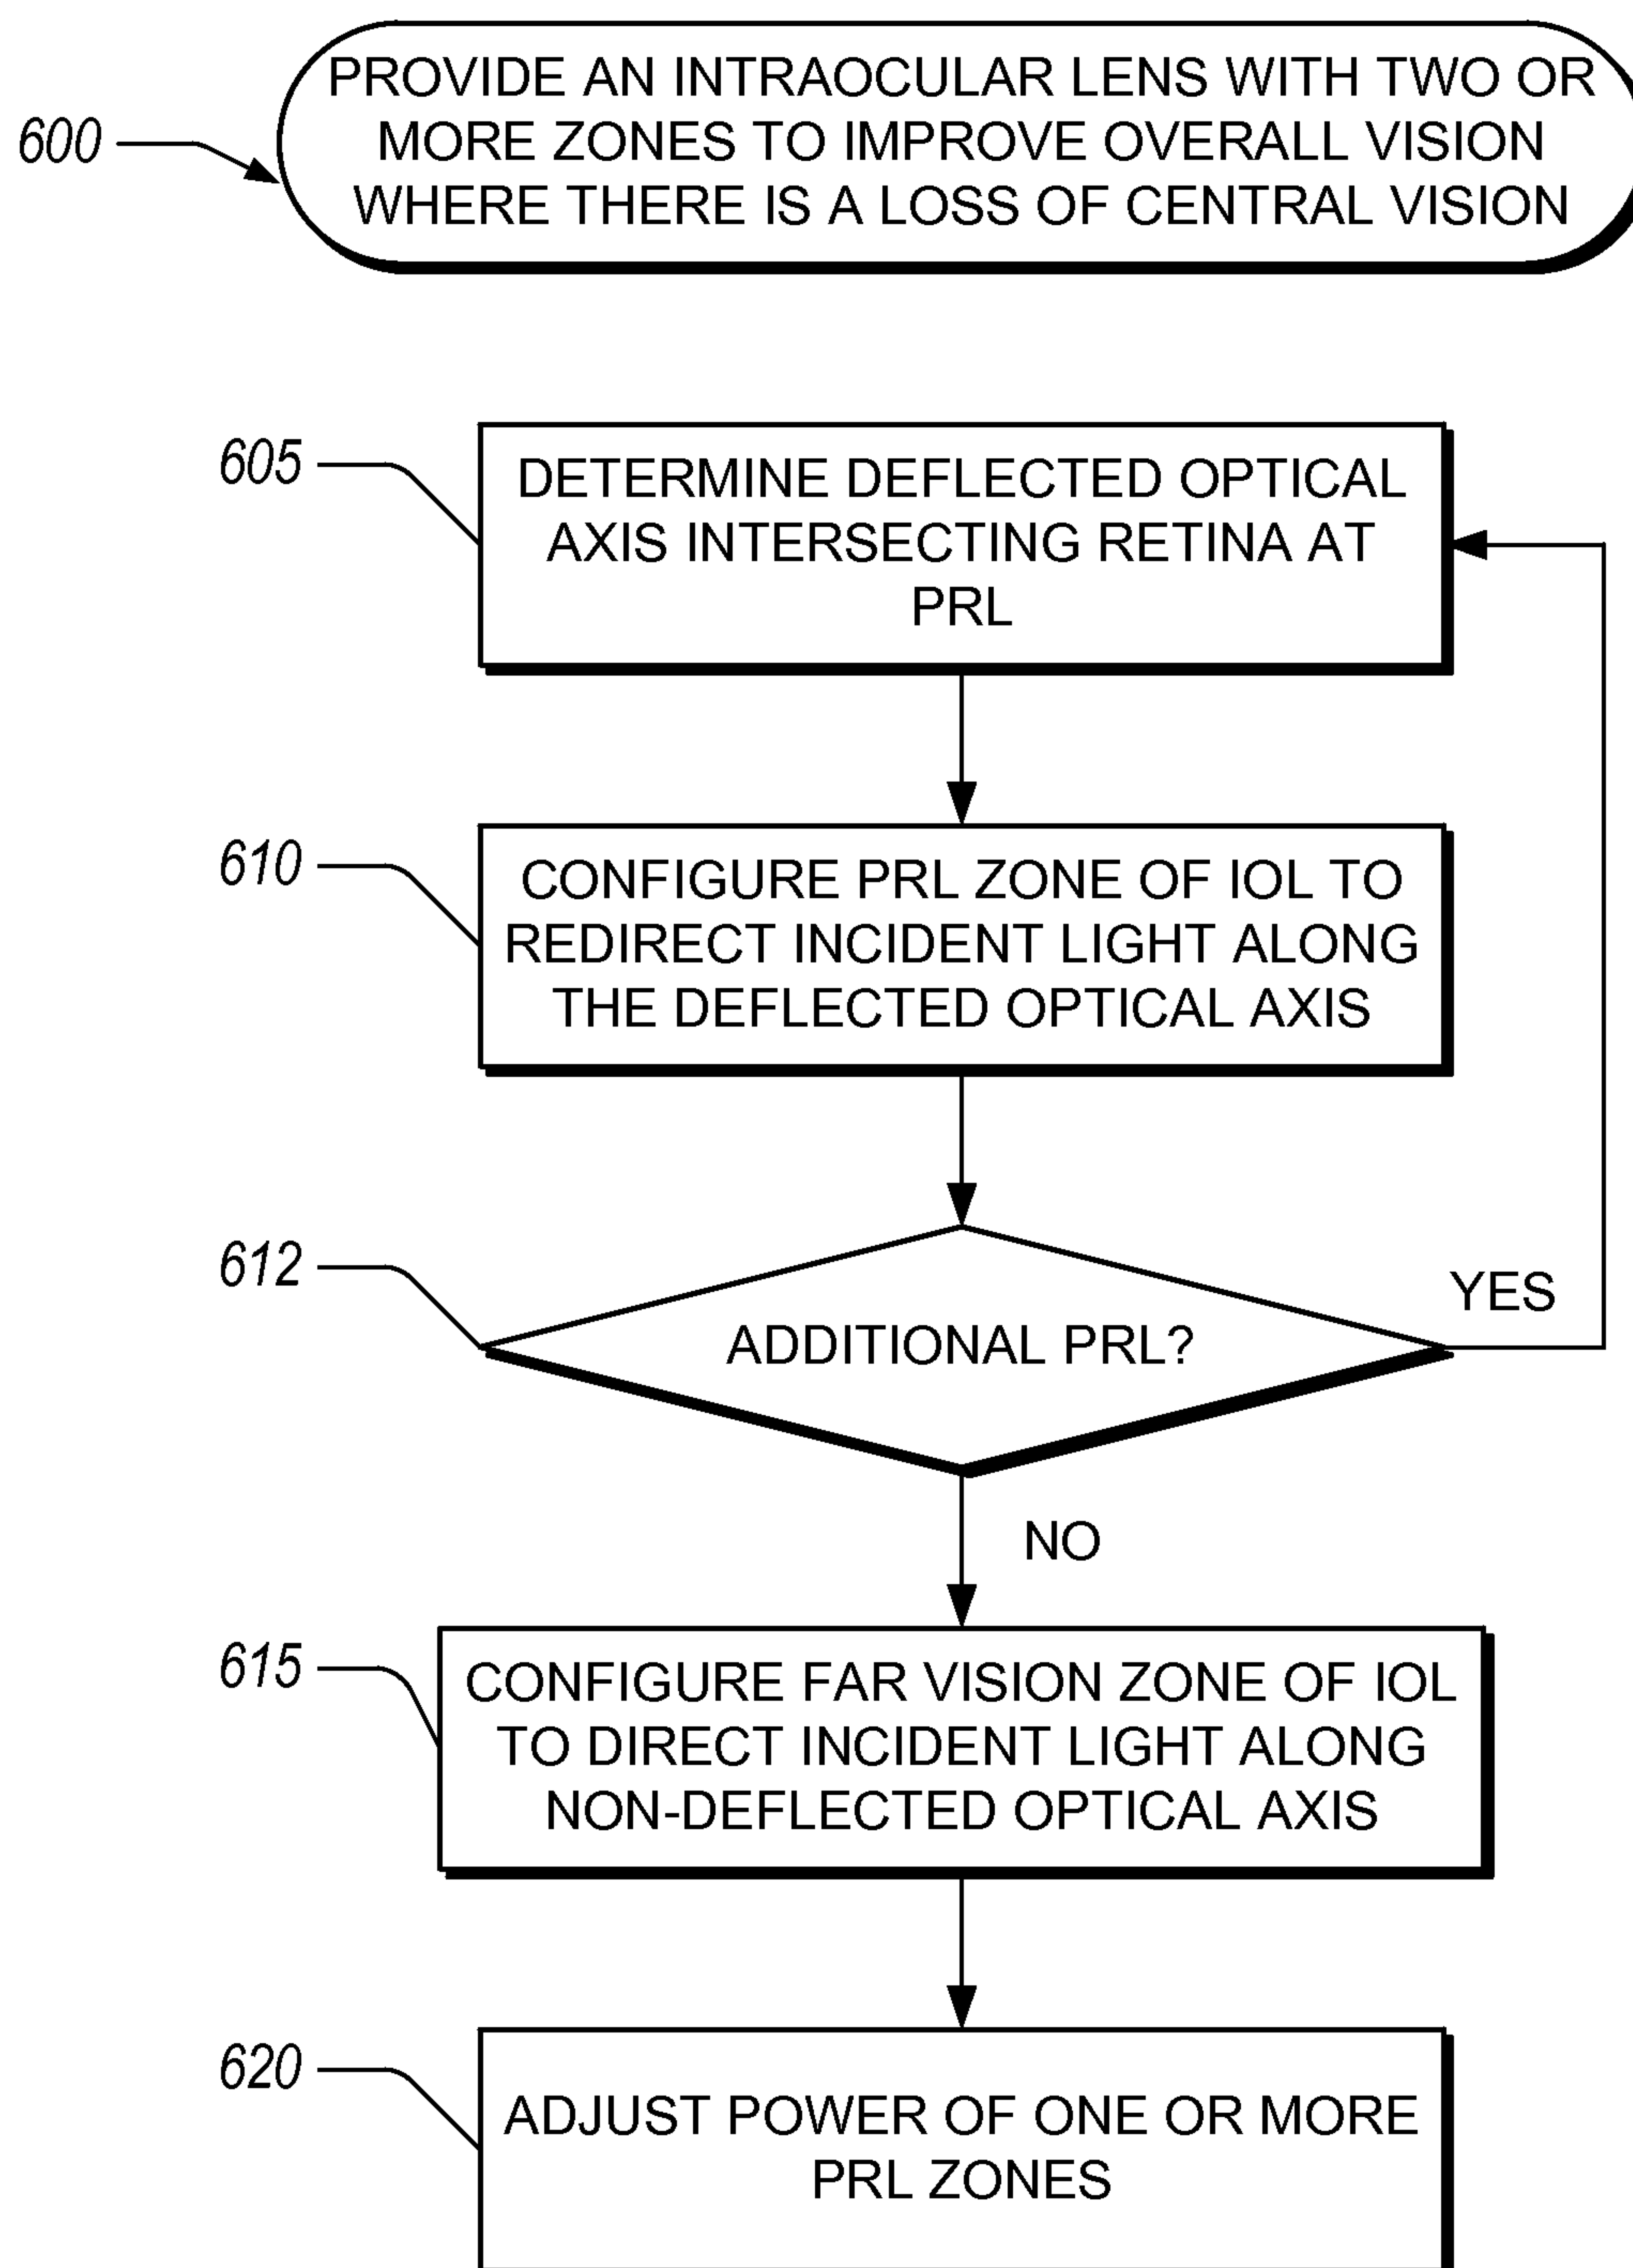 PROVIDE AN INTRAOCULAR LENS WITH TWO OR
600
MORE ZONES TO IMPROVE OVERALL VISION
WHERE THERE IS A LOSS OF CENTRAL VISION
605
DETERMINE DEFLECTED OPTICAL
AXIS INTERSECTING RETINA AT
PRL
610
CONFIGURE PRL ZONE OF IOL TO
REDIRECT INCIDENT LIGHT ALONG
THE DEFLECTED OPTICAL AXIS
612
YES
ADDITIONAL PRL?
NO
615
CONFIGURE FAR VISION ZONE OF IOL
TO DIRECT INCIDENT LIGHT ALONG
NON-DEFLECTED OPTICAL AXIS
620
ADJUST POWER OF ONE OR MORE
PRL ZONES